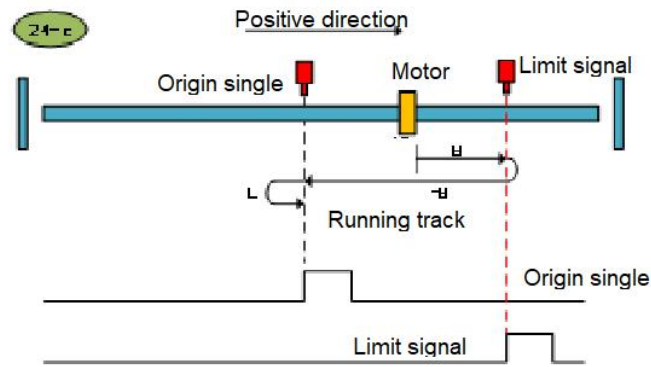 24-c
Positive direction
Origin single
Motor
Limit signal
H
-H
L
Running track
Origin single
Limit signal